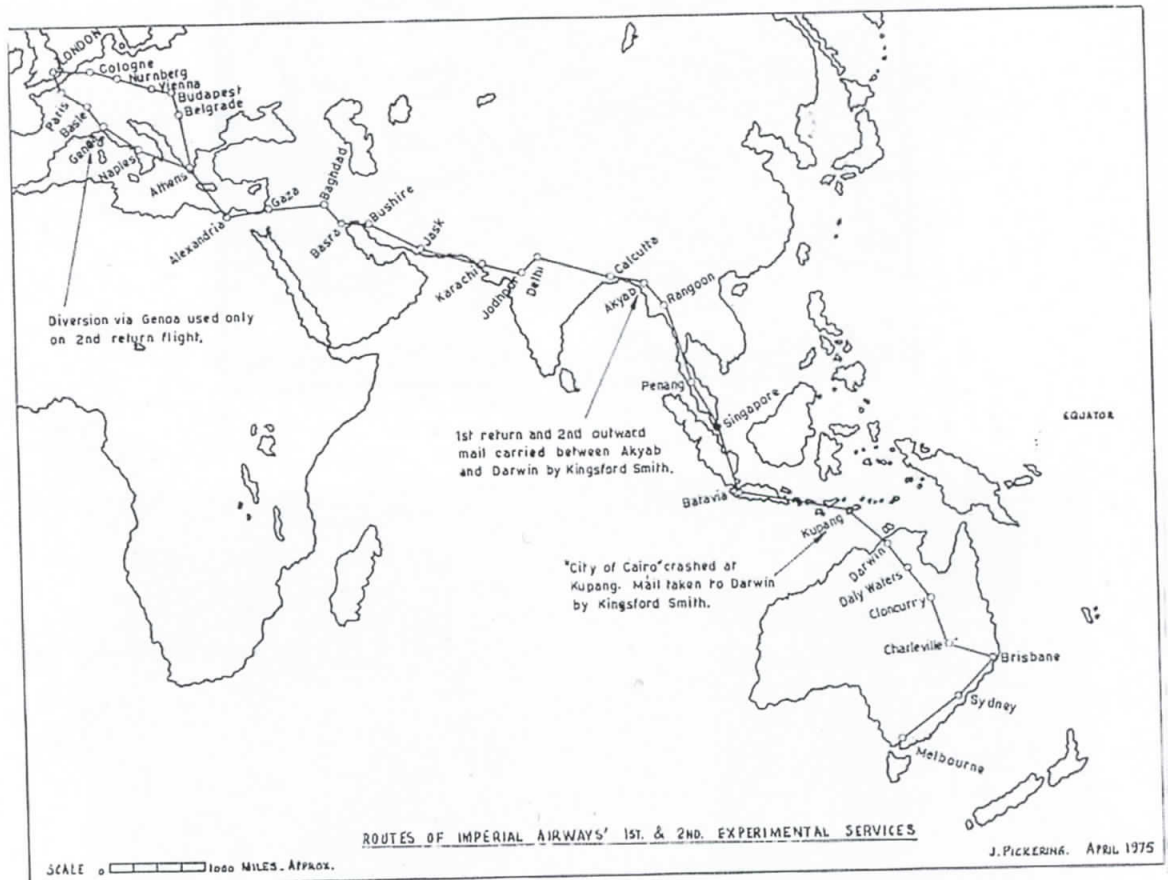 LONDON
Cologne
Nurnberg
Vienna
Budapest
Belgrade
Paris
Basle
Genoa
Naples
Athens
Alexandria
Gaza
Baghdad
Basra
Bushire
Jask
Karachi
Jodhpur
Delhi
Calcutta
Akyab
Rangoon
Diversion via Genoa used only
on 2nd return flight.
Penang
Singapore
EQUATOR
1st return and 2nd outward
mail carried between Akyab
and Darwin by Kingsford Smith.
Batavia
Kupang
"City of Cairo" crashed at
Kupang. Mail taken to Darwin
by Kingsford Smith.
Darwin
Daly Waters
Cloncurry
Charleville
Brisbane
Sydney
Melbourne
ROUTES OF IMPERIAL AIRWAYS' 1ST. & 2ND. EXPERIMENTAL SERVICES
SCALE 0 1000 MILES. APPROX.
J. PICKERING. APRIL 1975